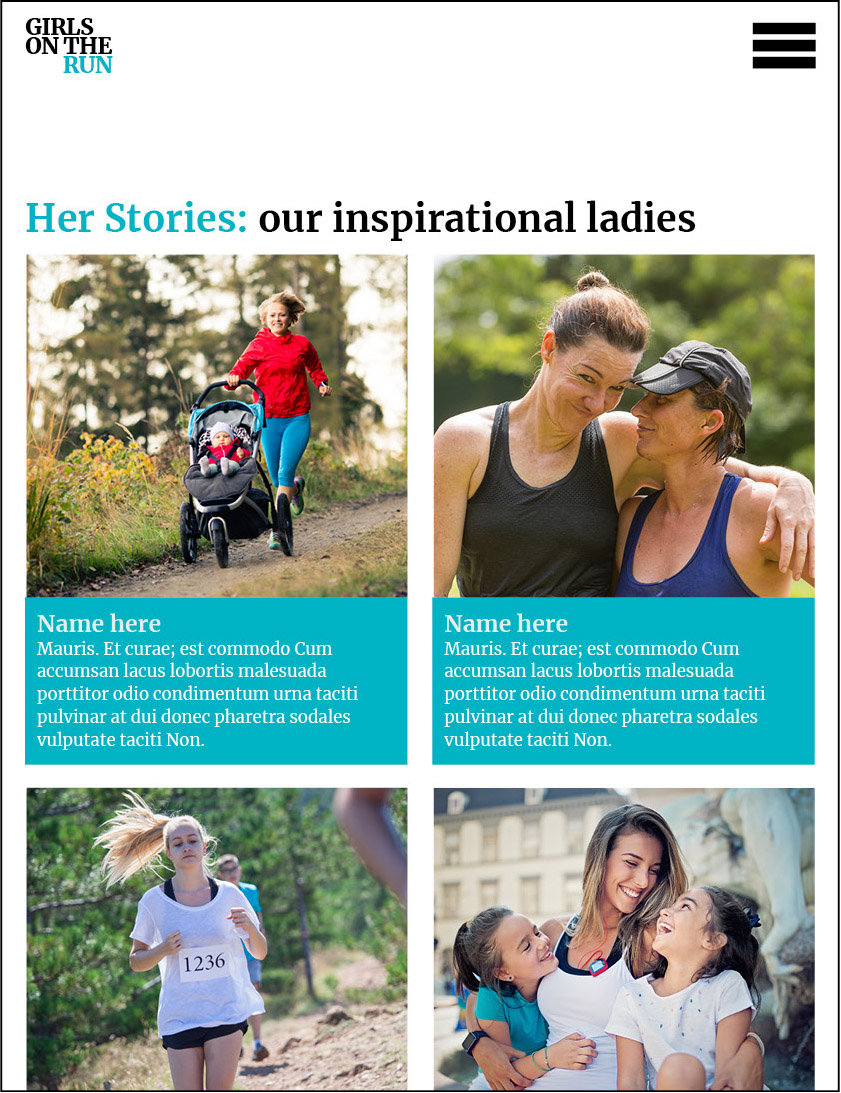 GIRLS
ON THE
RUN
Her Stories: our inspirational ladies
Name here
Mauris. Et curae; est commodo Cum
accumsan lacus lobortis malesuada
porttitor odio condimentum urna taciti
pulvinar at dui donec pharetra sodales
vulputate taciti Non.
Name here
Mauris. Et curae; est commodo Cum
accumsan lacus lobortis malesuada
porttitor odio condimentum urna taciti
pulvinar at dui donec pharetra sodales
vulputate taciti Non.
1236